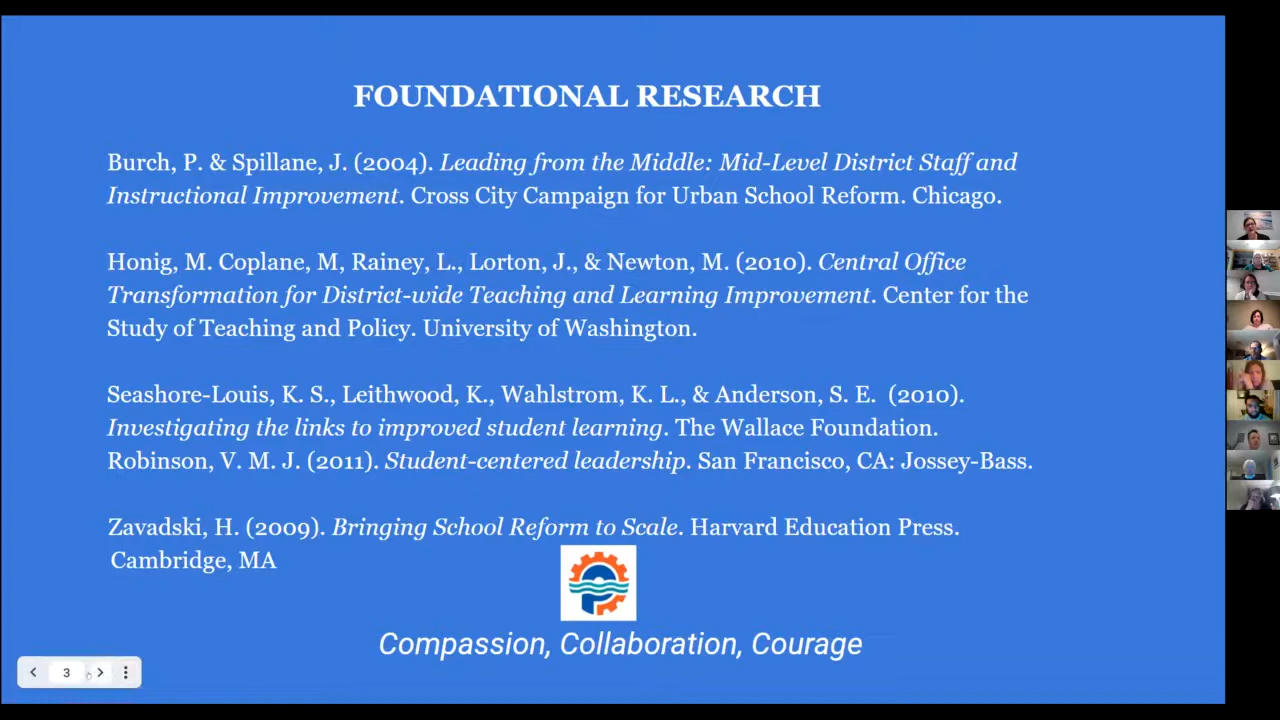 FOUNDATIONAL RESEARCH
Burch, P. & Spillane, J. (2004). Leading from the Middle: Mid-Level District Staff and
Instructional Improvement. Cross City Campaign for Urban School Reform. Chicago.
Honig, M. Coplane, M, Rainey, L., Lorton, J., & Newton, M. (2010). Central Office
Transformation for District-wide Teaching and Learning Improvement. Center for the
Study of Teaching and Policy. University of Washington.
Seashore-Louis, K. S., Leithwood, K., Wahlstrom, K. L., & Anderson, S. E. (2010).
Investigating the links to improved student learning. The Wallace Foundation.
Robinson, V. M. J. (2011). Student-centered leadership. San Francisco, CA: Jossey-Bass.
Zavadski, H. (2009). Bringing School Reform to Scale. Harvard Education Press.
Cambridge, MA
Compassion, Collaboration, Courage
3